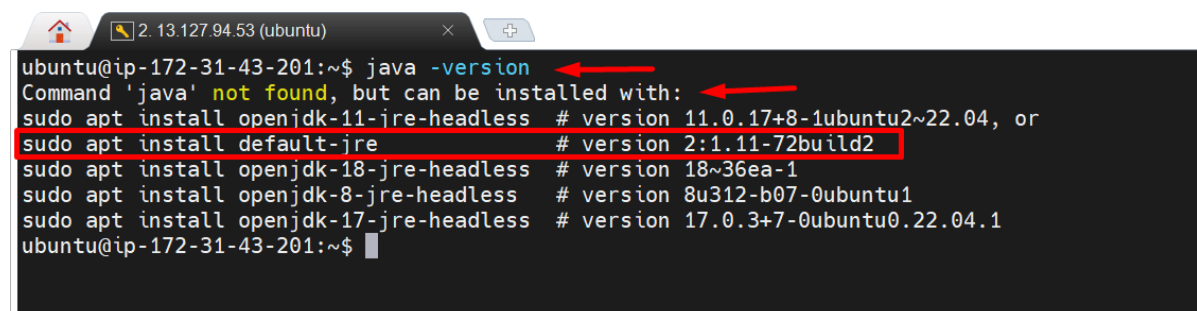 2. 13.127.94.53 (ubuntu)
ubuntu@ip-172-31-43-201:~$ java -version
Command 'java' not found, but can be installed with:
sudo apt install openjdk-11-jre-headless  # version 11.0.17+8-1ubuntu2~22.04, or
sudo apt install default-jre              # version 2:1.11-72build2
sudo apt install openjdk-18-jre-headless  # version 18~36ea-1
sudo apt install openjdk-8-jre-headless   # version 8u312-b07-0ubuntu1
sudo apt install openjdk-17-jre-headless  # version 17.0.3+7-0ubuntu0.22.04.1
ubuntu@ip-172-31-43-201:~$